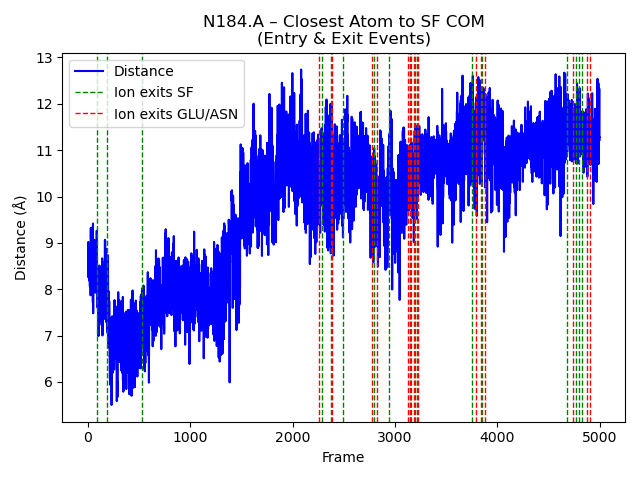 N184.A – Closest Atom to SF COM
(Entry & Exit Events)
Distance
Ion exits SF
Ion exits GLU/ASN
Distance (Å)
13
12
11
10
9
8
7
6
0
1000
2000
3000
4000
5000
Frame